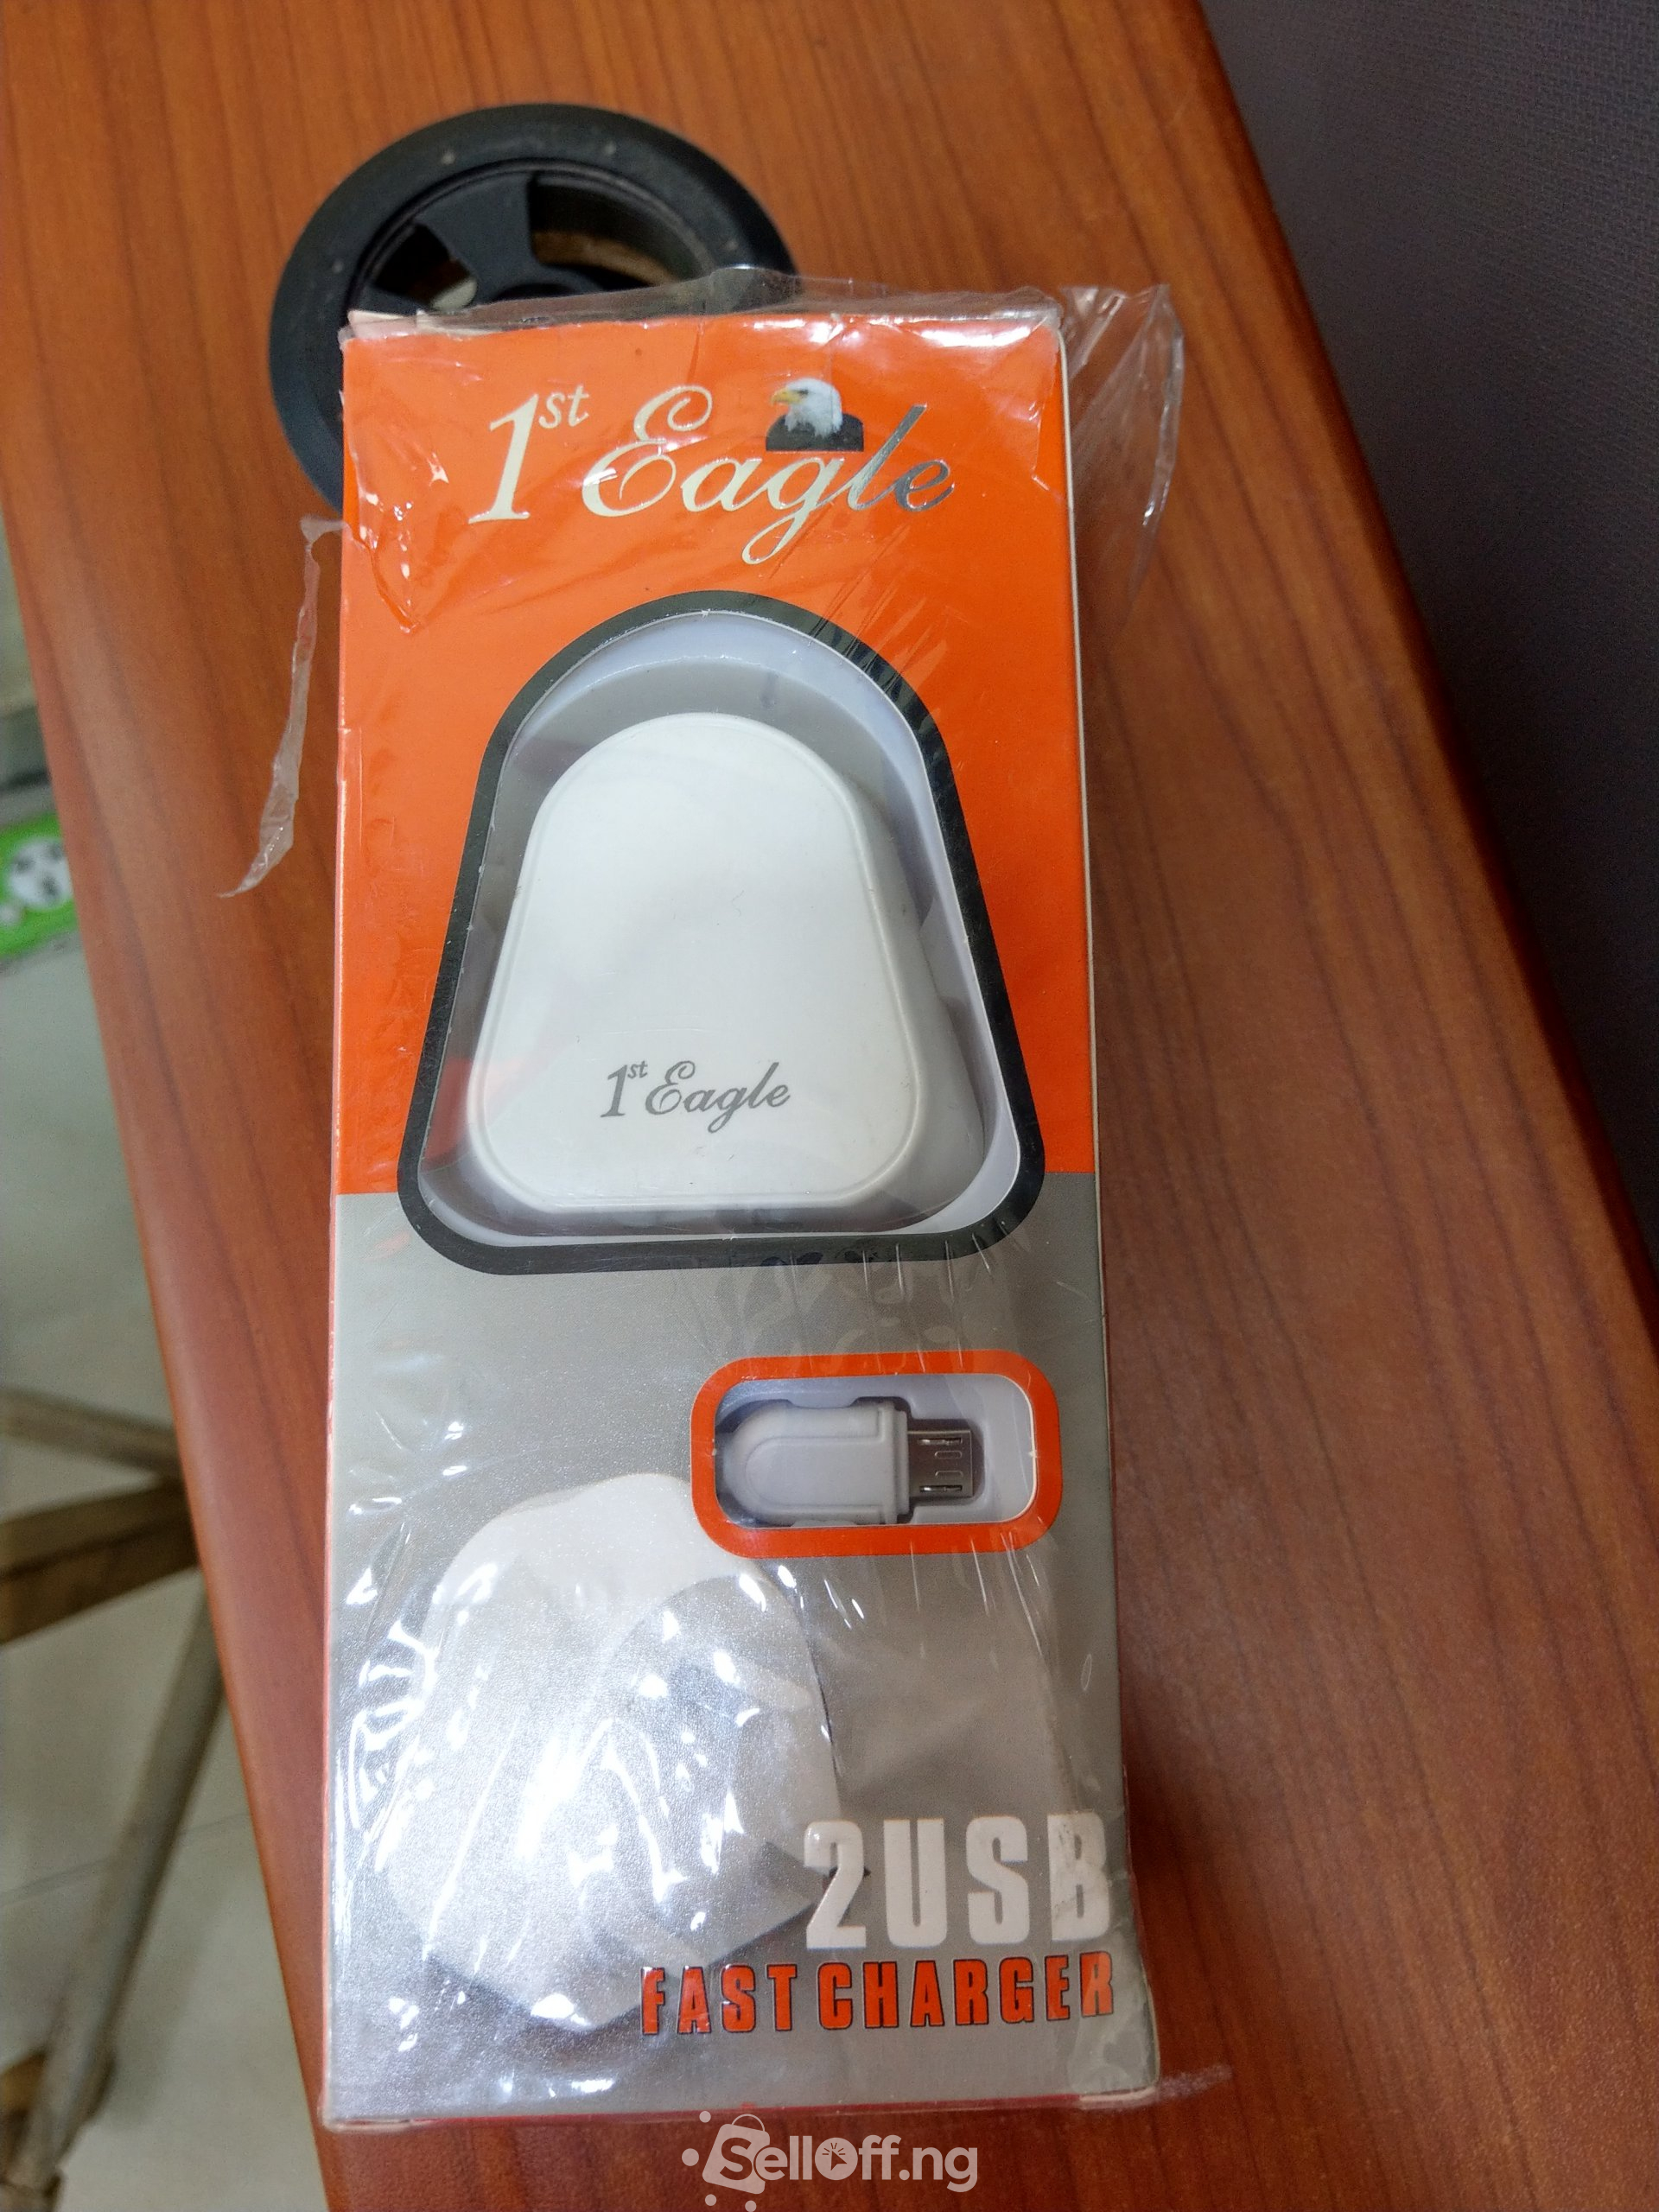 1st Eagle
1st Eagle
2USB
FAST CHARGER
SellOff.ng